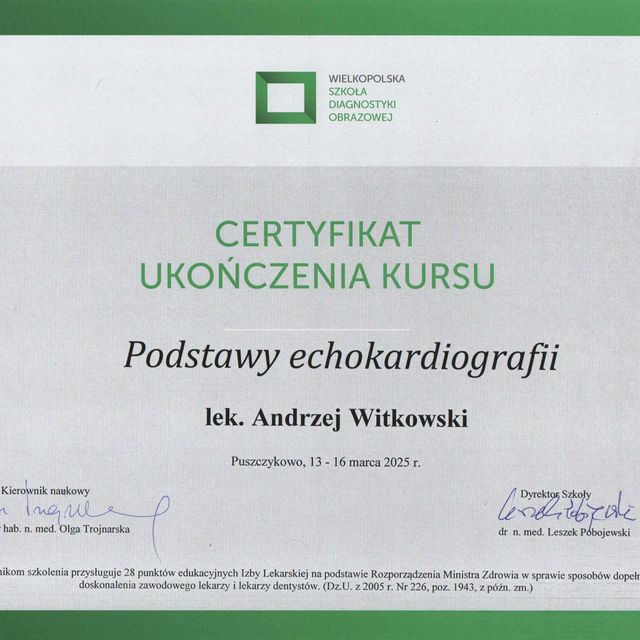 WIELKOPOLSKA
SZKOŁA
DIAGNOSTYKI
OBRAZOWEJ
CERTYFIKAT
UKOŃCZENIA KURSU
Podstawy echokardiografii
lek. Andrzej Witkowski
Puszczykowo, 13 - 16 marca 2025 r.
Kierownik naukowy
hab. n. med. Olga Trojnarska
Dyrektor Szkoły
dr n. med. Leszek Pobojewski
szkolenia przysługuje 28 punktów edukacyjnych Izby Lekarskiej na podstawie Rozporządzenia Ministra Zdrowia w sprawie sposobów
doskonalenia zawodowego lekarzy i lekarzy dentystów. (Dz.U. z 2005 r. Nr 226, poz. 1943, z późn. zm.)